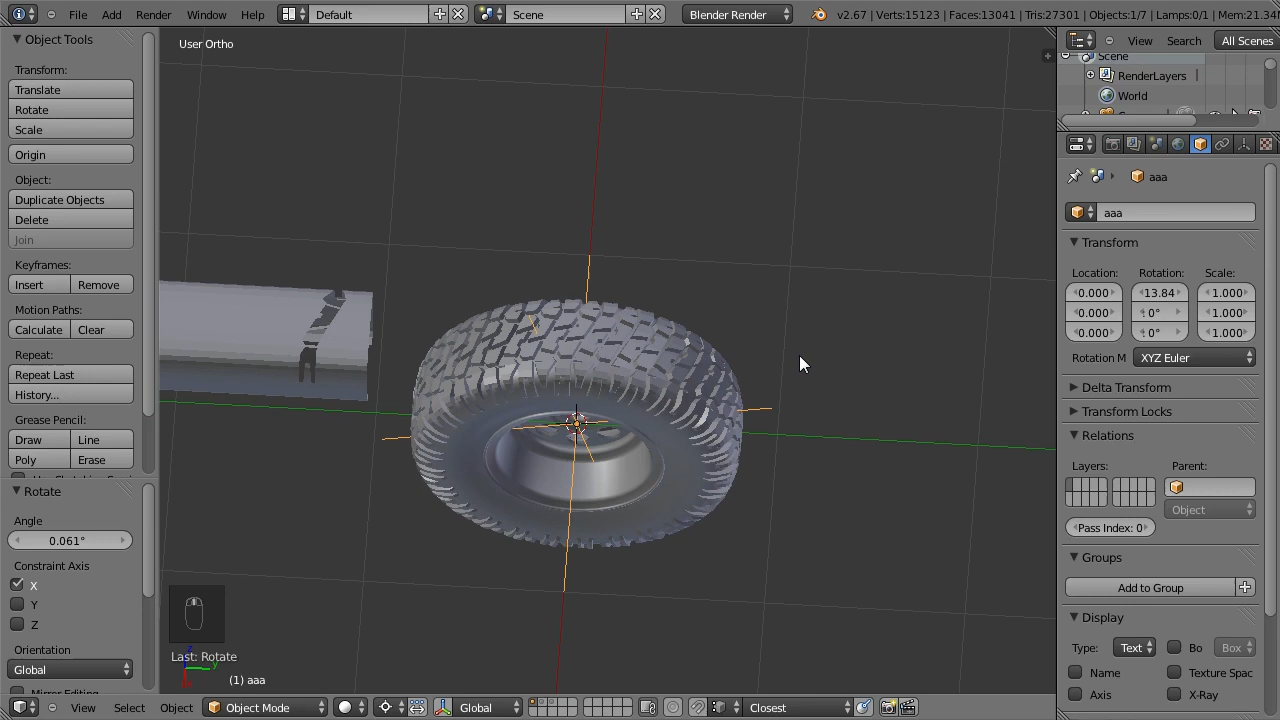 File Add Render Window Help Default Scene Blender Render v2.67 | Verts:15123 | Faces:13041 | Tris:27301 | Objects:1/7 | Lamps:0/1 |
View Search All Scenes
Scene
RenderLayers
World
Object Tools
Transform:
Translate
Rotate
Scale
Origin
Object:
Duplicate Objects
Delete
Join
Keyframes:
Insert Remove
Motion Paths:
Calculate Clear
Repeat:
Repeat Last
History...
Grease Pencil:
Draw Line
Poly Erase
Rotate
Angle
0.061°
Constraint Axis
X
Y
Z
Orientation
Global
User Ortho
Last: Rotate
z
y
(1) aaa
View Select Object Object Mode Global Closest
aaa
aaa
Transform
Location: Rotation: Scale:
0.000 13.84 1.000
0.000 0° 1.000
0.000 0° 1.000
Rotation M XYZ Euler
Delta Transform
Transform Locks
Relations
Layers: Parent:
Object
Pass Index: 0
Groups
Add to Group
Display
Type: Text Bo Box
Name Texture Spac
Axis X-Ray